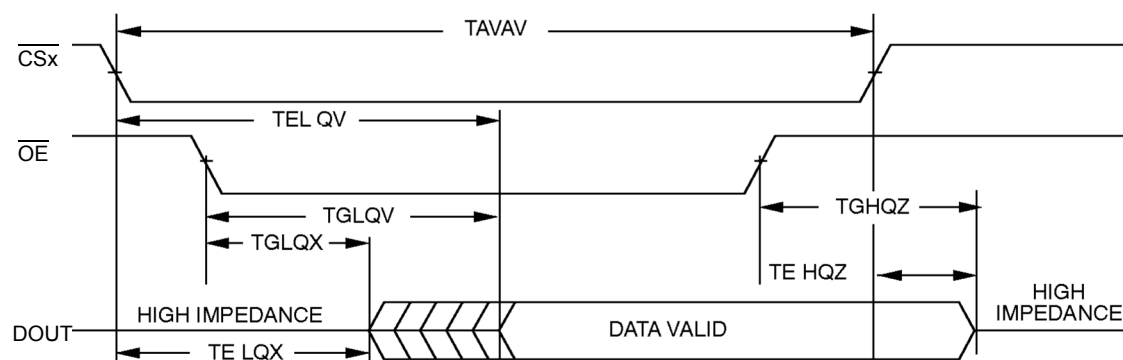 TAVAV
CSx
TEL QV
OE
TGLQV
TGHQZ
TGLQX
TE HQZ
HIGH IMPEDANCE
HIGH
IMPEDANCE
DOUT
DATA VALID
TE LQX